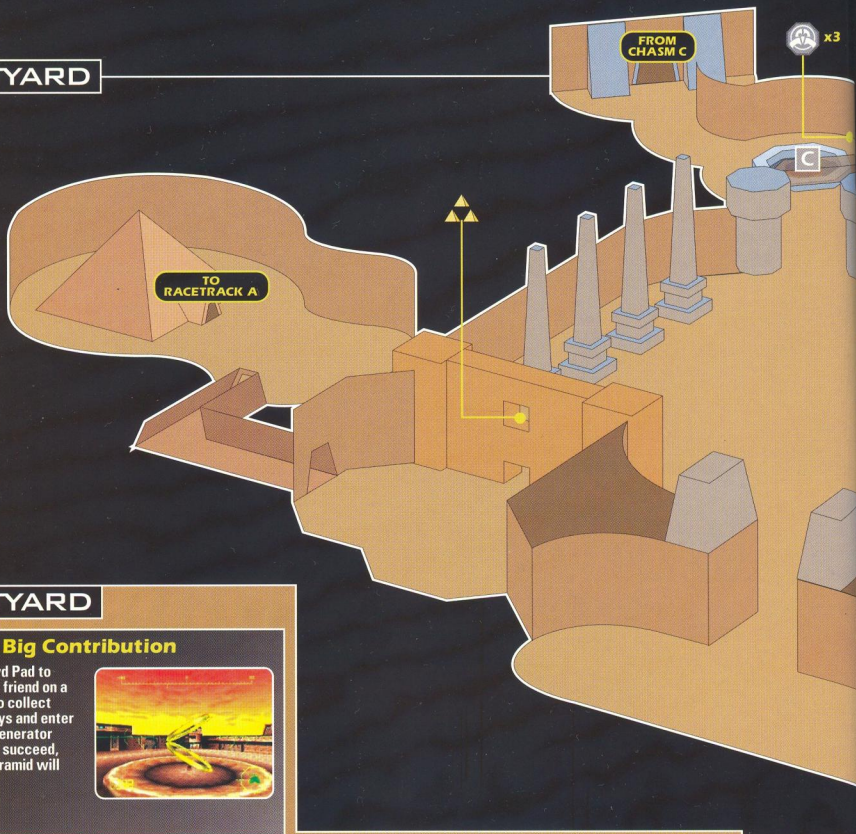 FROM
CHASM C
x3
YARD
C
TO
RACETRACK A
YARD
Big Contribution
rd Pad to
friend on a
o collect
ys and enter
enerator
succeed,
ramid will